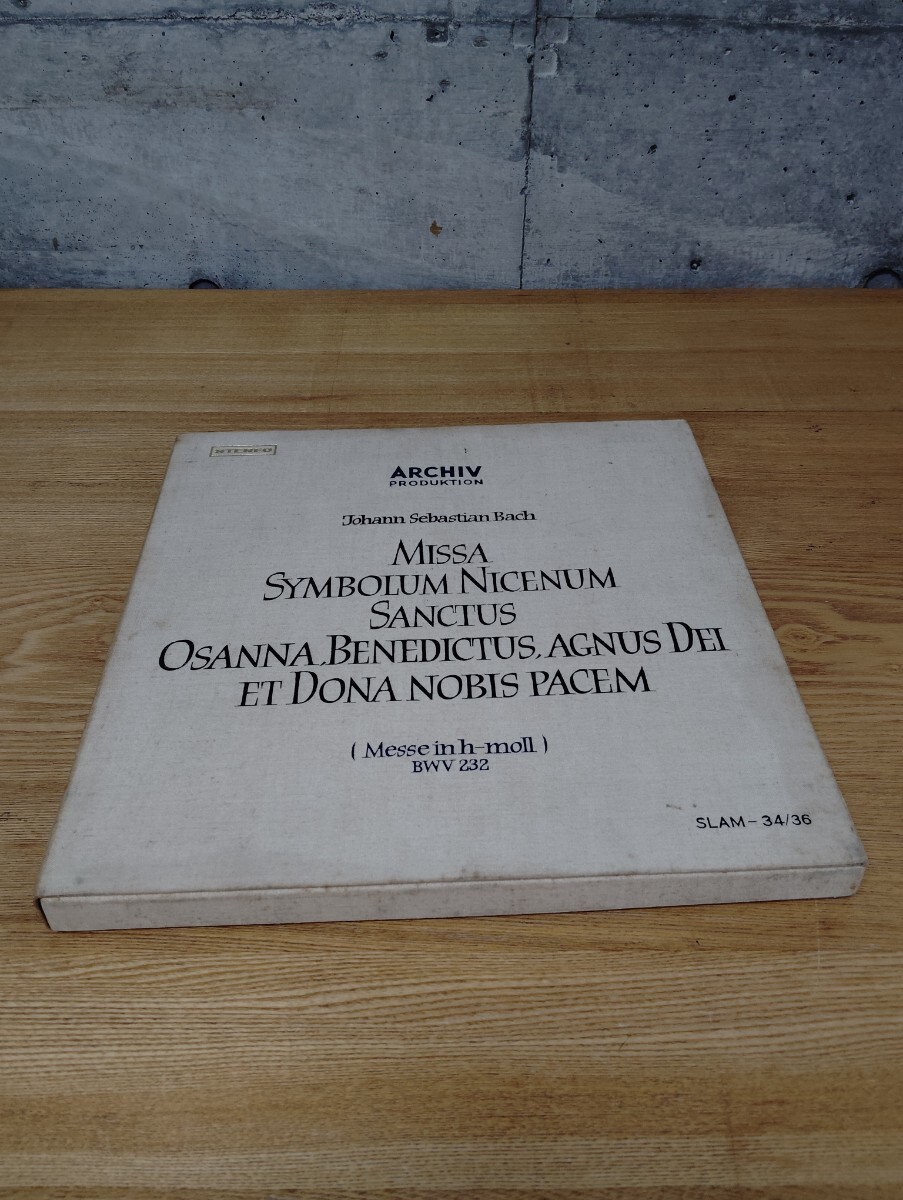 STEREO
ARCHIV
PRODUKTION
Johann Sebastian Bach
MISSA
SYMBOLUM NICENUM
SANCTUS
OSANNA, BENEDICTUS, AGNUS DEI
ET DONA NOBIS PACEM
(Messe in h-moll)
BWV 232
SLAM-34/36